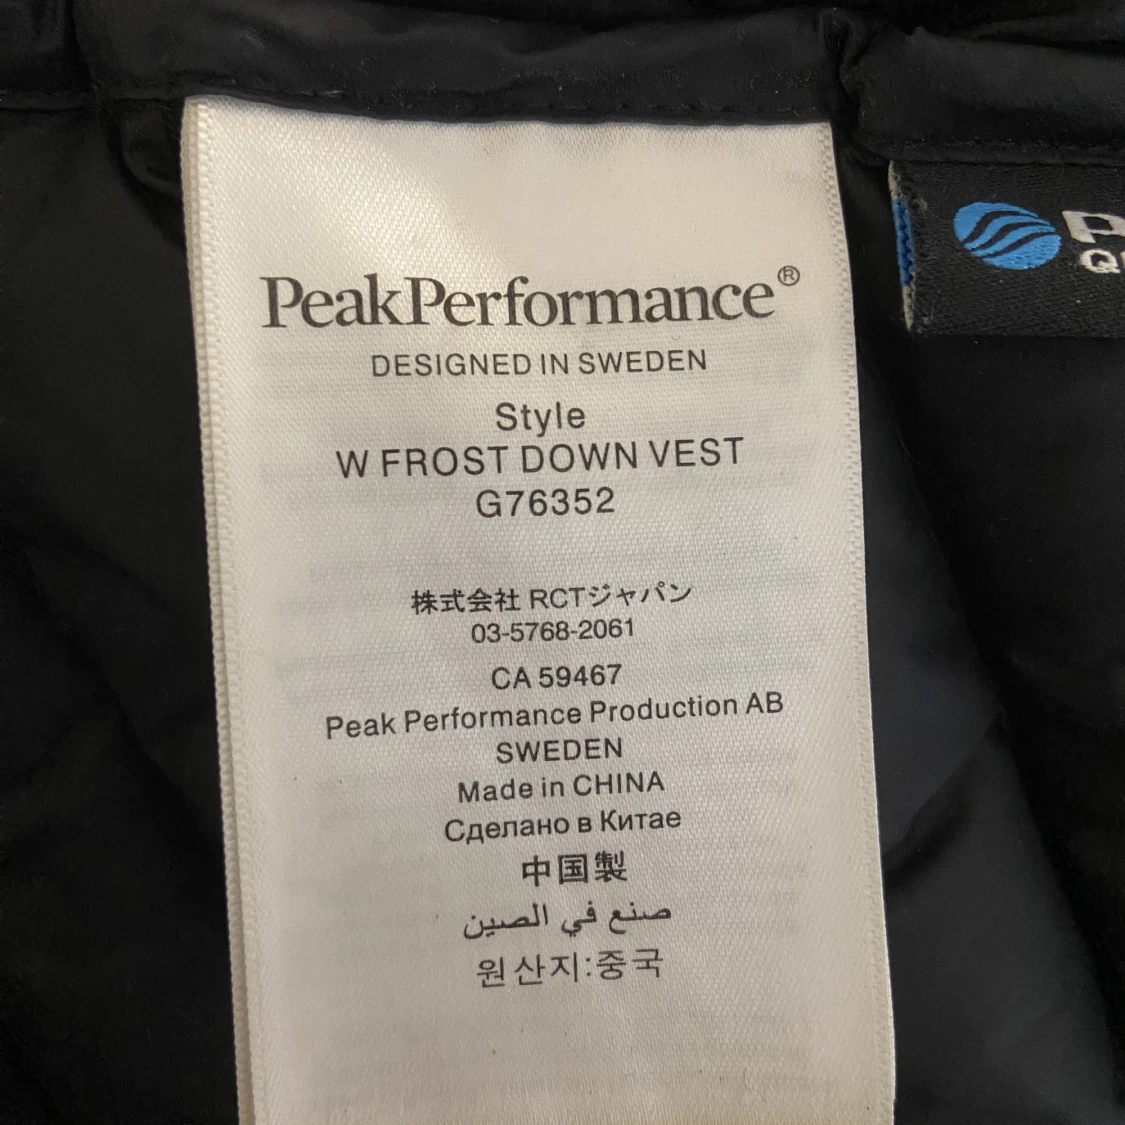 PeakPerformance®
DESIGNED IN SWEDEN
Style
W FROST DOWN VEST
G76352
株式会社 RCTジャパン
03-5768-2061
CA 59467
Peak Performance Production AB
SWEDEN
Made in CHINA
Сделано в Китае
中国製
صنع في الصين
원산지:중국